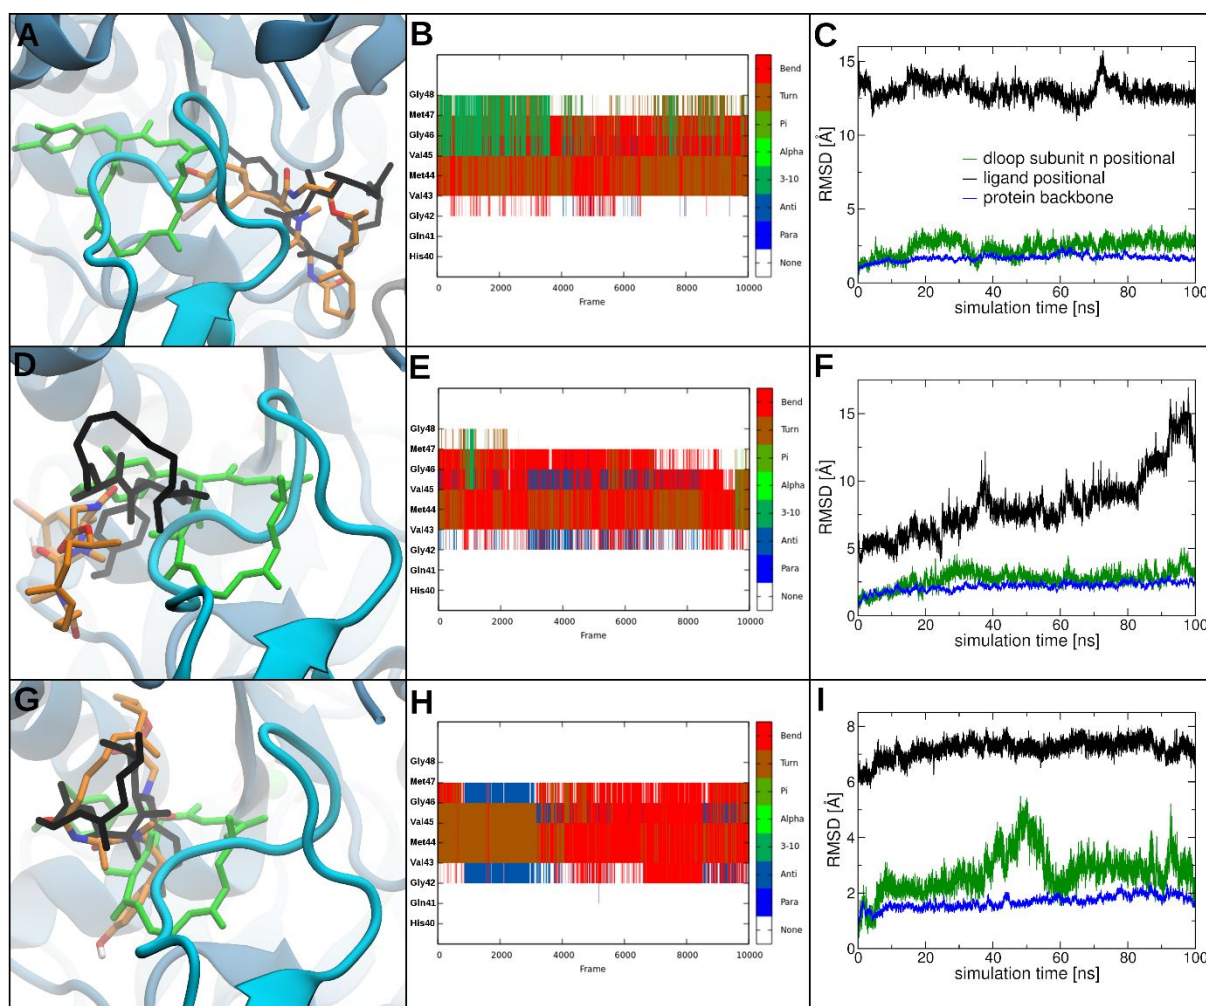 A
B
Gly48
Met47
Gly46
Val45
Met44
Val43
Gly42
Gln41
His40
0
2000
4000
6000
8000
10000
Frame
Bend
Turn
Pi
Alpha
3-10
Anti
Para
None
C
RMSD [Å]
15
10
5
0
dloop subunit n positional
ligand positional
protein backbone
0
20
40
60
80
100
simulation time [ns]
D
E
Gly48
Met47
Gly46
Val45
Met44
Val43
Gly42
Gln41
His40
0
2000
4000
6000
8000
10000
Frame
Bend
Turn
Pi
Alpha
3-10
Anti
Para
None
F
RMSD [Å]
15
10
5
0
0
20
40
60
80
100
simulation time [ns]
G
H
Gly48
Met47
Gly46
Val45
Met44
Val43
Gly42
Gln41
His40
0
2000
4000
6000
8000
10000
Frame
Bend
Turn
Pi
Alpha
3-10
Anti
Para
None
I
RMSD [Å]
8
6
4
2
0
0
20
40
60
80
100
simulation time [ns]